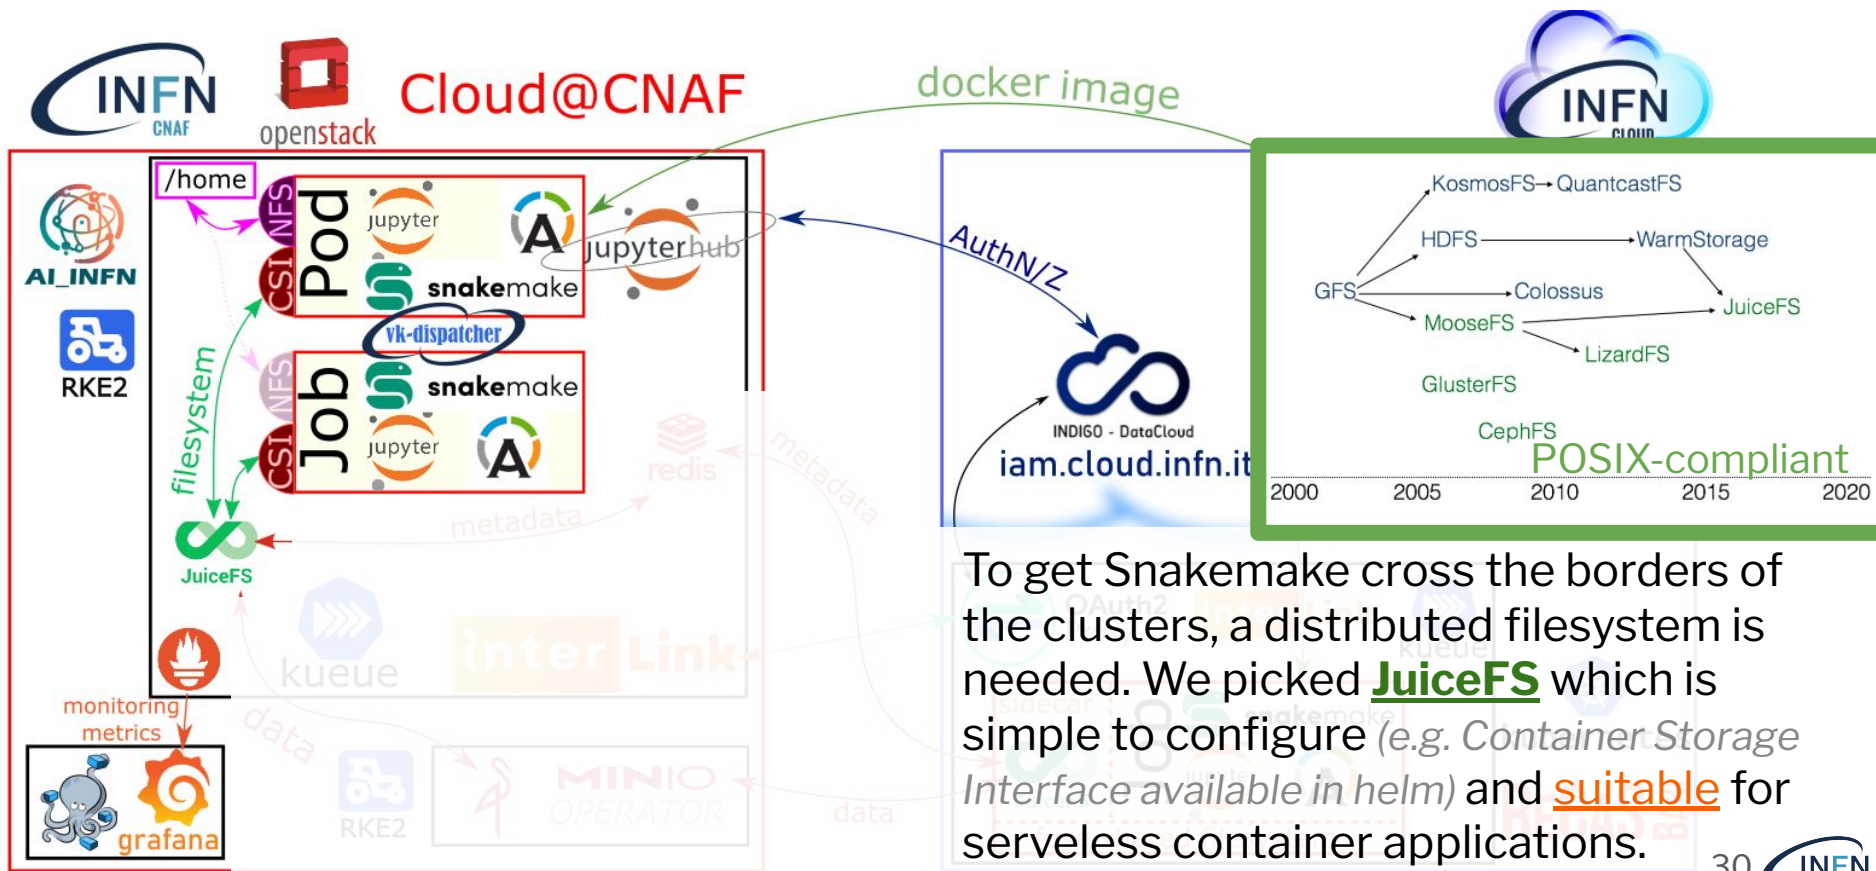 INFN
CNAF
openstack
Cloud@CNAF
docker image
INFN
CLOUD
/home
NFS
CSI
Pod
jupyter
A
snakemake
jupyterhub
AI_INFN
RKE2
vk-dispatcher
filesystem
NFS
CSI
Job
snakemake
jupyter
A
redis
metadata
metadata
JuiceFS
AuthN/Z
INDIGO - DataCloud
iam.cloud.infn.it
KosmosFS
QuantcastFS
HDFS
WarmStorage
GFS
Colossus
JuiceFS
MooseFS
LizardFS
GlusterFS
CephFS
POSIX-compliant
2000 2005 2010 2015 2020
kueue
interLink
monitoring
metrics
data
grafana
RKE2
MINIO
OPERATOR
data
OAuth2
kueue
sidecar
snakemake
To get Snakemake cross the borders of
the clusters, a distributed filesystem is
needed. We picked JuiceFS which is
simple to configure (e.g. Container Storage
Interface available in helm) and suitable for
serveless container applications.
30
INFN